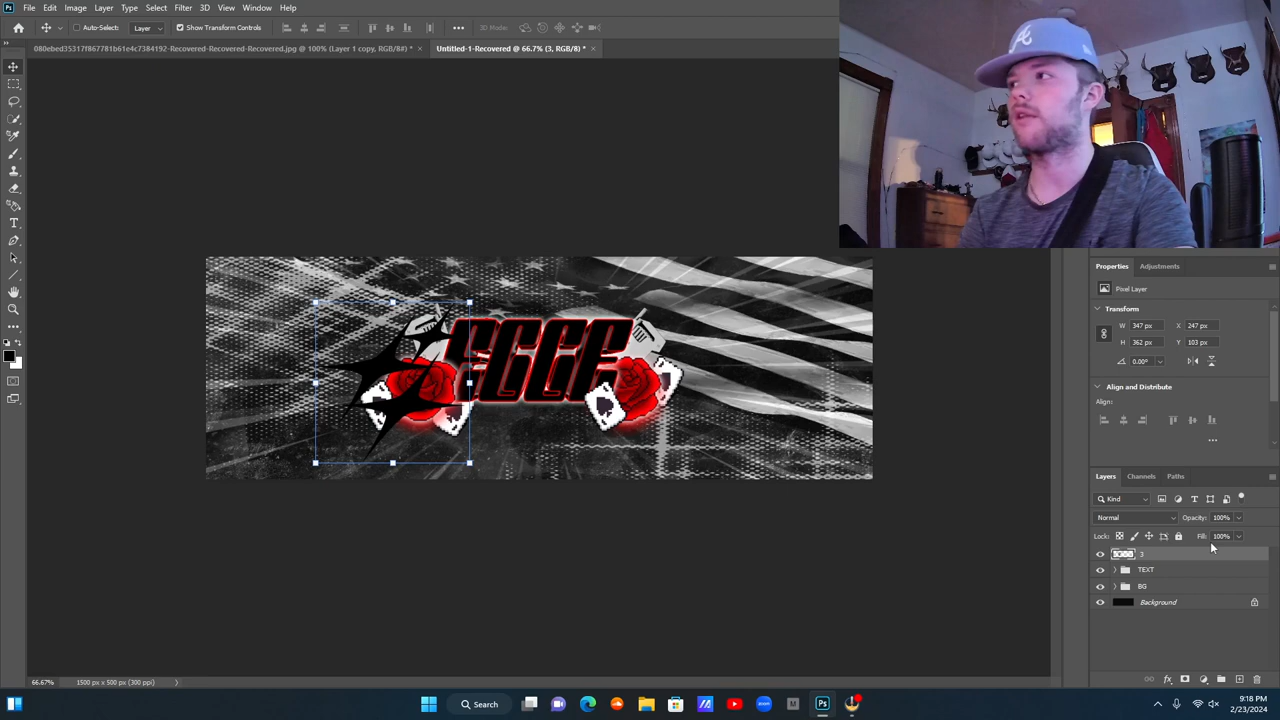 Ps File Edit Image Layer Type Select Filter 3D View Window Help
Auto-Select: Layer Show Transform Controls 3D Mode:
080ebed35317f867781b61e4c7384192-Recovered-Recovered-Recovered.jpg @ 100% (Layer 1 copy, RGB/8#) * × Untitled-1-Recovered @ 66.7% (3, RGB/8) * ×
A
Properties Adjustments
Pixel Layer
Transform
W 347 px X 247 px
H 362 px Y 103 px
0.00°
Align and Distribute
Align:
Layers Channels Paths
Kind
Normal Opacity: 100%
Lock: Fill: 100%
3
TEXT
BG
Background
fx
66.67% 1500 px x 500 px (300 ppi)
Search
M
Ps
9:18 PM
2/23/2024